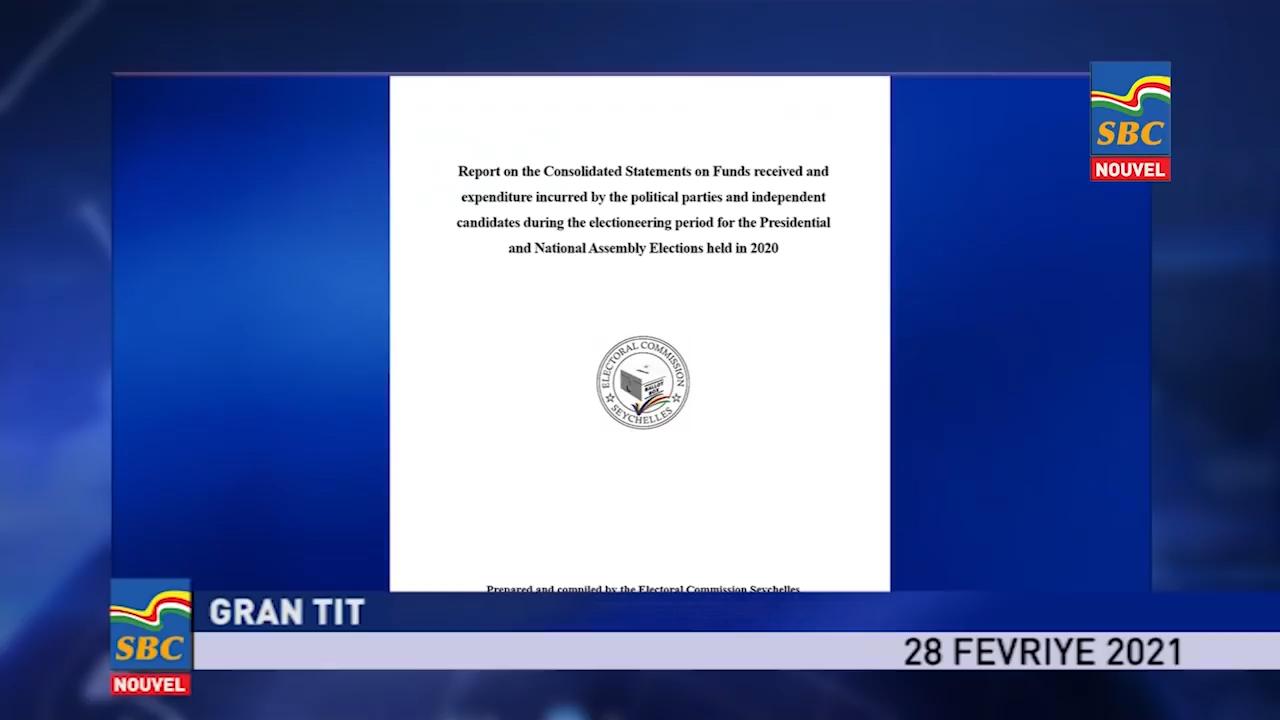 SBC
NOUVEL
Report on the Consolidated Statements on Funds received and
expenditure incurred by the political parties and independent
candidates during the electioneering period for the Presidential
and National Assembly Elections held in 2020
ELECTORAL COMMISSION
BALLOT
BOX
SEYCHELLES
Prepared and compiled by the Electoral Commission Seychelles
GRAN TIT
SBC
NOUVEL
28 FEVRIYE 2021